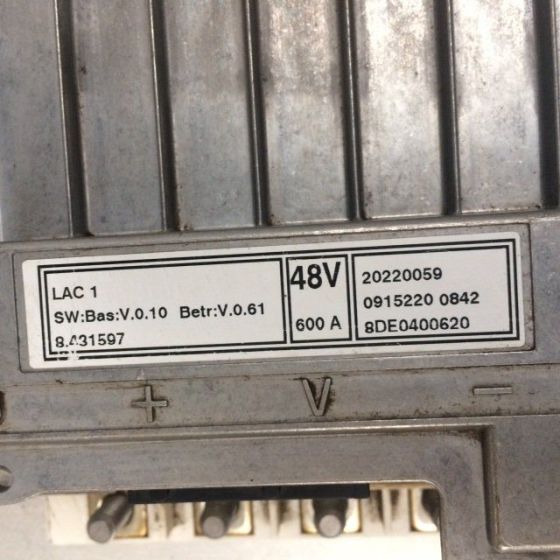 LAC 1
SW:Bas:V.0.10 Betr:V.0.61
8.431597
48V
600 A
20220059
0915220 0842
8DE0400620
+ V −